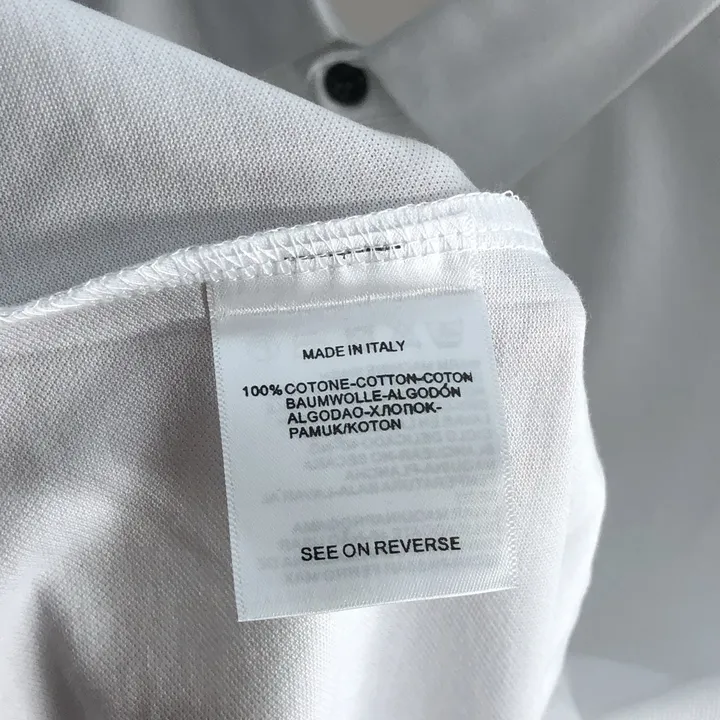 MADE IN ITALY
100% COTONE-COTTON-COTON
BAUMWOLLE-ALGODÓN
ALGODAO-ХЛОПОК-
PAMUK/KOTON
SEE ON REVERSE